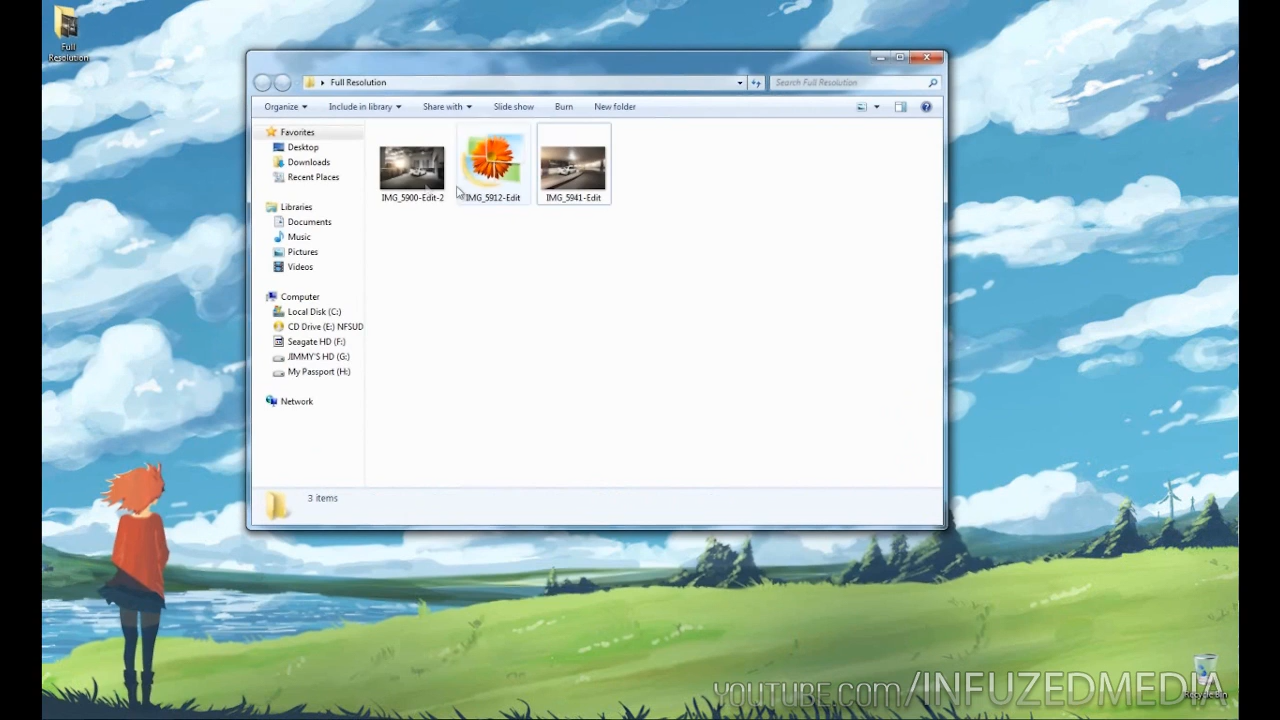 Full
Resolution
Full Resolution
Search Full Resolution
Organize
Include in library
Share with
Slide show
Burn
New folder
Favorites
Desktop
Downloads
Recent Places
Libraries
Documents
Music
Pictures
Videos
Computer
Local Disk (C:)
CD Drive (E:) NFSUD
Seagate HD (F:)
JIMMY'S HD (G:)
My Passport (H:)
Network
IMG_5900-Edit-2
IMG_5912-Edit
IMG_5941-Edit
3 items
Recycle Bin
YOUTUBE.COM/INFUZEDMEDIA